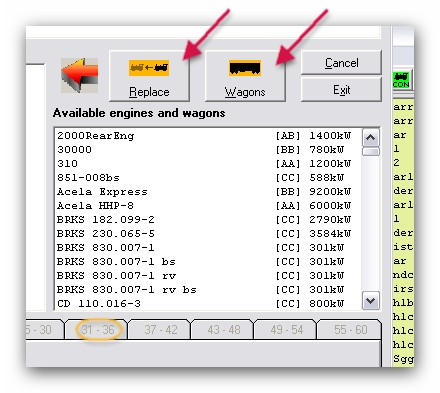 Replace
Wagons
Cancel
Exit
Available engines and wagons
2000RearEng [AB] 1400kW
30000 [BB] 780kW
310 [AA] 1200kW
851-008bs [CC] 588kW
Acela Express [BB] 9200kW
Acela HHP-8 [AA] 6000kW
BRKS 182.099-2 [CC] 2790kW
BRKS 230.065-5 [CC] 3584kW
BRKS 830.007-1 [CC] 301kW
BRKS 830.007-1 bs [CC] 301kW
BRKS 830.007-1 rv [CC] 301kW
BRKS 830.007-1 rv bs [CC] 301kW
CD 110.016-3 [CC] 800kW
5 - 30
31 - 36
37 - 42
43 - 48
49 - 54
55 - 60
CON
arr
arr
ar
1
2
arl
der
arl
1
der
ist
ar
ndc
irs
hlb
hlc
hlc
hlc
Sgg